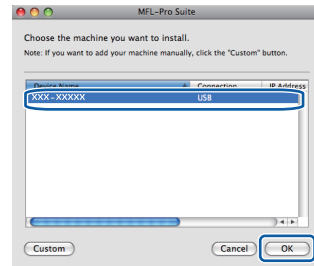 MFL-Pro Suite
Choose the machine you want to install.
Note: If you want to add your machine manually, click the "Custom" button.
Device Name Connection IP Address
XXX-XXXXX USB
Custom Cancel OK